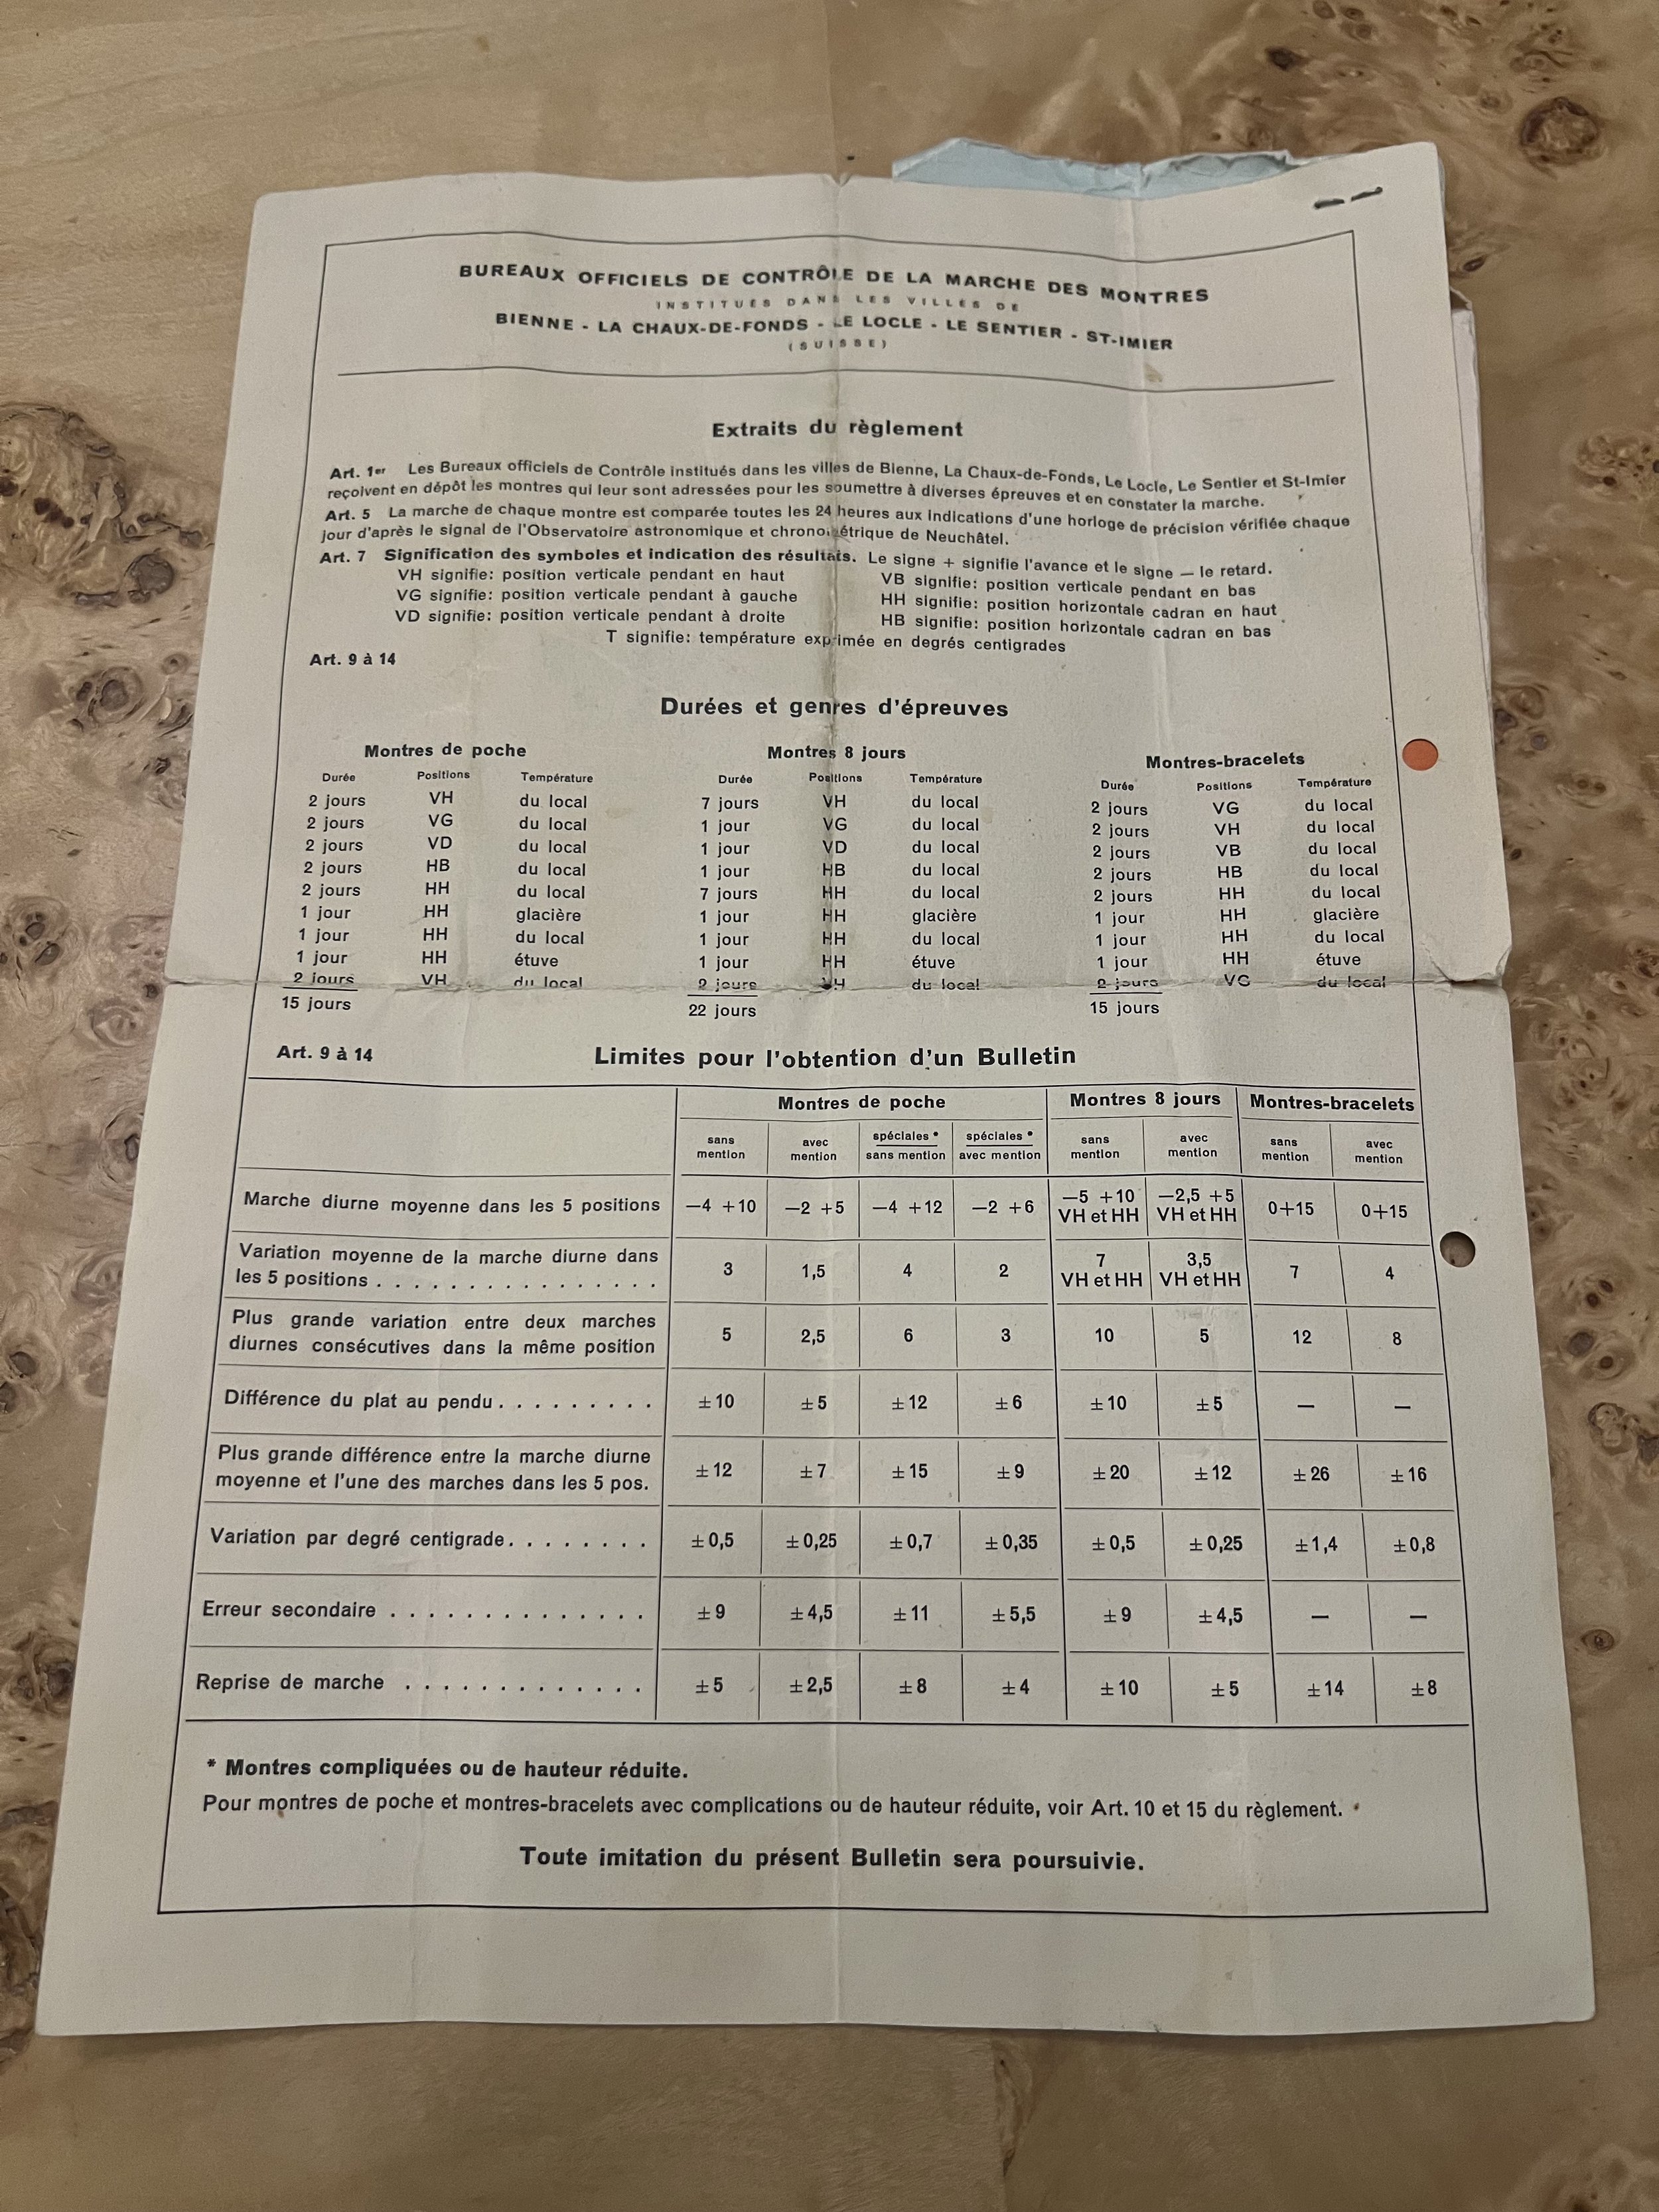 BUREAUX OFFICIELS DE CONTRÔLE DE LA MARCHE DES MONTRES
INSTITUÉS DANS LES VILLES DE
BIENNE - LA CHAUX-DE-FONDS - LE LOCLE - LE SENTIER - ST-IMIER
(SUISSE)
Extraits du règlement
Art. 1er Les Bureaux officiels de Contrôle institués dans les villes de Bienne, La Chaux-de-Fonds, Le Locle, Le Sentier et St-Imier
reçoivent en dépôt les montres qui leur sont adressées pour les soumettre à diverses épreuves et en constater la marche.
Art. 5 La marche de chaque montre est comparée toutes les 24 heures aux indications d'une horloge de précision vérifiée chaque
jour d'après le signal de l'Observatoire astronomique et chronométrique de Neuchâtel.
Art. 7 Signification des symboles et indication des résultats. Le signe + signifie l'avance et le signe — le retard.
VH signifie: position verticale pendant en haut VB signifie: position verticale pendant en bas
VG signifie: position verticale pendant à gauche HH signifie: position horizontale cadran en haut
VD signifie: position verticale pendant à droite HB signifie: position horizontale cadran en bas
T signifie: température exprimée en degrés centigrades
Art. 9 à 14
Durées et genres d'épreuves
Montres de poche Montres 8 jours Montres-bracelets
Durée Positions Température Durée Positions Température Durée Positions Température
2 jours VH du local 7 jours VH du local 2 jours VG du local
2 jours VG du local 1 jour VG du local 2 jours VH du local
2 jours VD du local 1 jour VD du local 2 jours VB du local
2 jours HB du local 1 jour HB du local 2 jours HB du local
2 jours HH du local 7 jours HH du local 2 jours HH du local
1 jour HH glacière 1 jour HH glacière 1 jour HH glacière
1 jour HH du local 1 jour HH du local 1 jour HH du local
1 jour HH étuve 1 jour HH étuve 1 jour HH étuve
2 jours VH du local 2 jours VH du local 2 jours VG du local
15 jours 22 jours 15 jours
Art. 9 à 14 Limites pour l'obtention d'un Bulletin
Montres de poche Montres 8 jours Montres-bracelets
sans mention avec mention spéciales * sans mention spéciales * avec mention sans mention avec mention sans mention avec mention
Marche diurne moyenne dans les 5 positions —4 +10 —2 +5 —4 +12 —2 +6 —5 +10 VH et HH —2,5 +5 VH et HH 0+15 0+15
Variation moyenne de la marche diurne dans
les 5 positions . . . . . . . . . . . . . . . . 3 1,5 4 2 7 VH et HH 3,5 VH et HH 7 4
Plus grande variation entre deux marches
diurnes consécutives dans la même position 5 2,5 6 3 10 5 12 8
Différence du plat au pendu . . . . . . . . . ±10 ±5 ±12 ±6 ±10 ±5 — —
Plus grande différence entre la marche diurne
moyenne et l'une des marches dans les 5 pos. ±12 ±7 ±15 ±9 ±20 ±12 ±26 ±16
Variation par degré centigrade . . . . . . . . ±0,5 ±0,25 ±0,7 ±0,35 ±0,5 ±0,25 ±1,4 ±0,8
Erreur secondaire . . . . . . . . . . . . . . ±9 ±4,5 ±11 ±5,5 ±9 ±4,5 — —
Reprise de marche . . . . . . . . . . . . . ±5 ±2,5 ±8 ±4 ±10 ±5 ±14 ±8
* Montres compliquées ou de hauteur réduite.
Pour montres de poche et montres-bracelets avec complications ou de hauteur réduite, voir Art. 10 et 15 du règlement.
Toute imitation du présent Bulletin sera poursuivie.